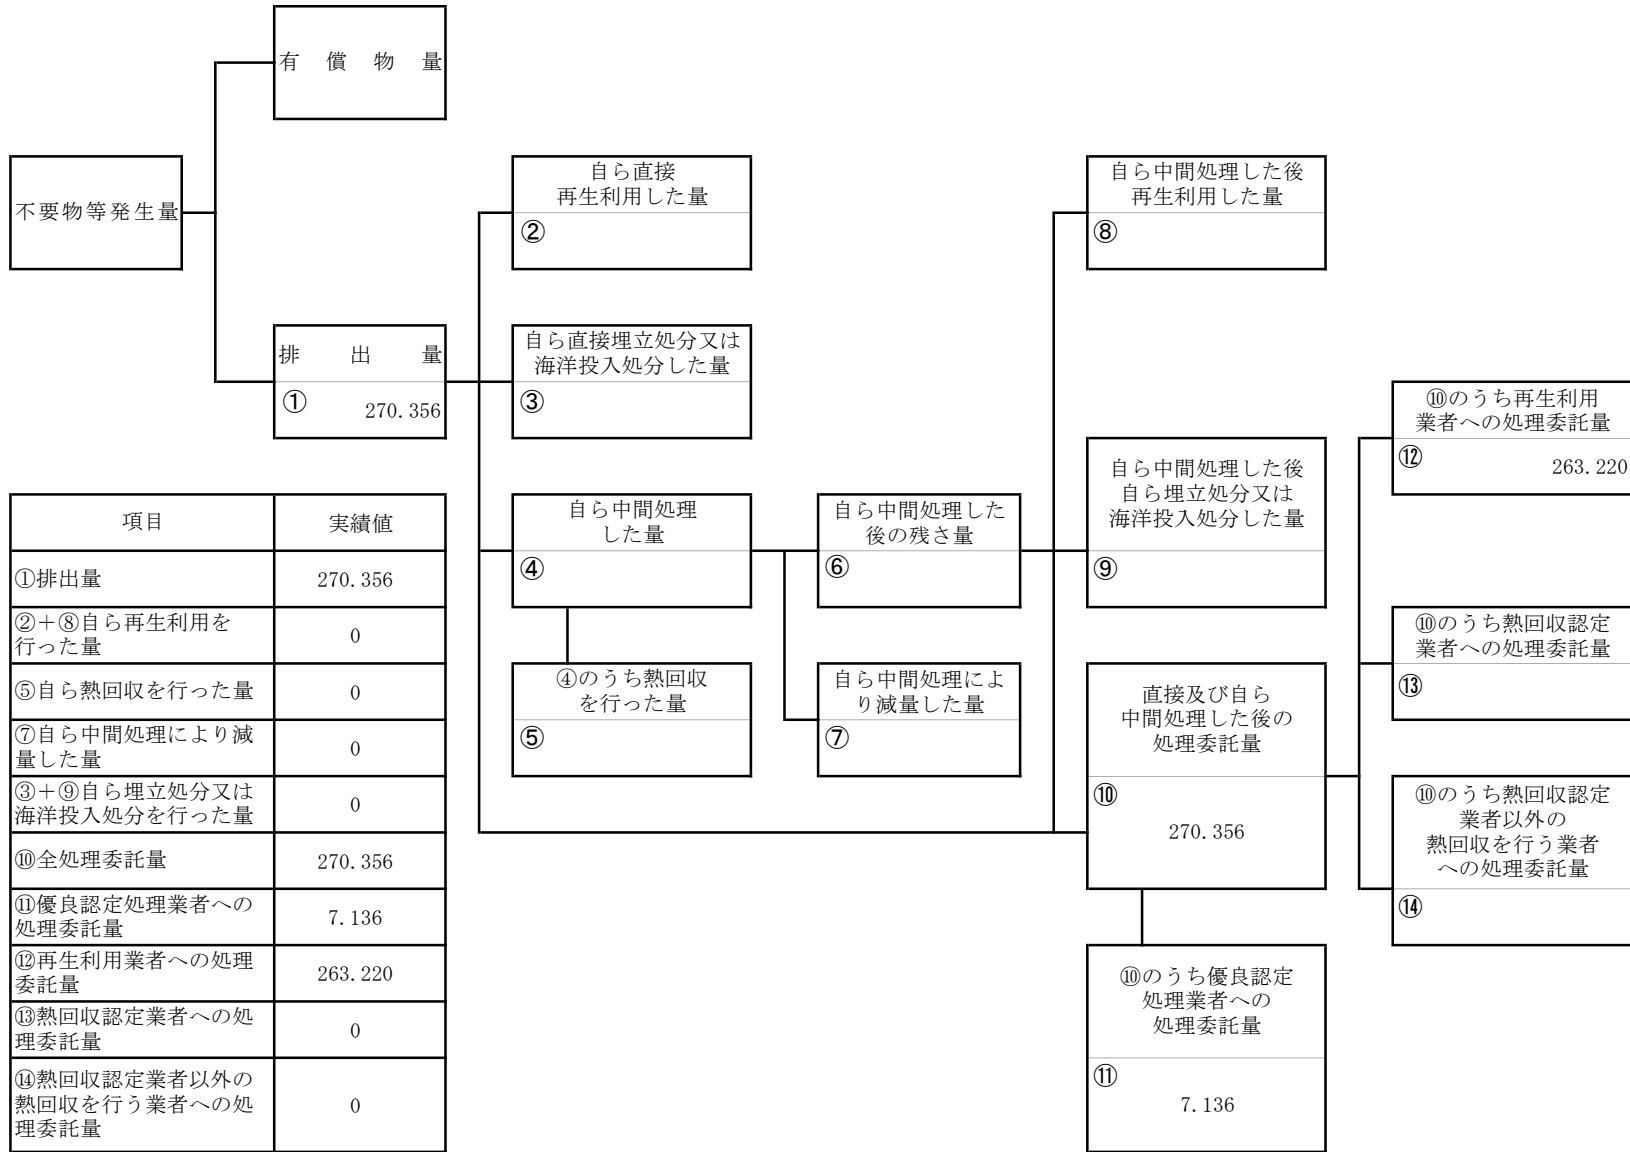 有償物量
不要物等発生量
排出量
①
270.356
自ら直接
再生利用した量
②
自ら直接埋立処分又は
海洋投入処分した量
③
自ら中間処理
した量
④
④のうち熱回収
を行った量
⑤
自ら中間処理した
後の残さ量
⑥
自ら中間処理によ
り減量した量
⑦
自ら中間処理した後
再生利用した量
⑧
自ら中間処理した後
自ら埋立処分又は
海洋投入処分した量
⑨
直接及び自ら
中間処理した後の
処理委託量
⑩
270.356
⑩のうち優良認定
処理業者への
処理委託量
⑪
7.136
⑩のうち再生利用
業者への処理委託量
⑫
263.220
⑩のうち熱回収認定
業者への処理委託量
⑬
⑩のうち熱回収認定
業者以外の
熱回収を行う業者
への処理委託量
⑭
項目 実績値
①排出量 270.356
②＋⑧自ら再生利用を
行った量 0
⑤自ら熱回収を行った量 0
⑦自ら中間処理により減
量した量 0
③＋⑨自ら埋立処分又は
海洋投入処分を行った量 0
⑩全処理委託量 270.356
⑪優良認定処理業者への
処理委託量 7.136
⑫再生利用業者への処理
委託量 263.220
⑬熱回収認定業者への処
理委託量 0
⑭熱回収認定業者以外の
熱回収を行う業者への処
理委託量 0